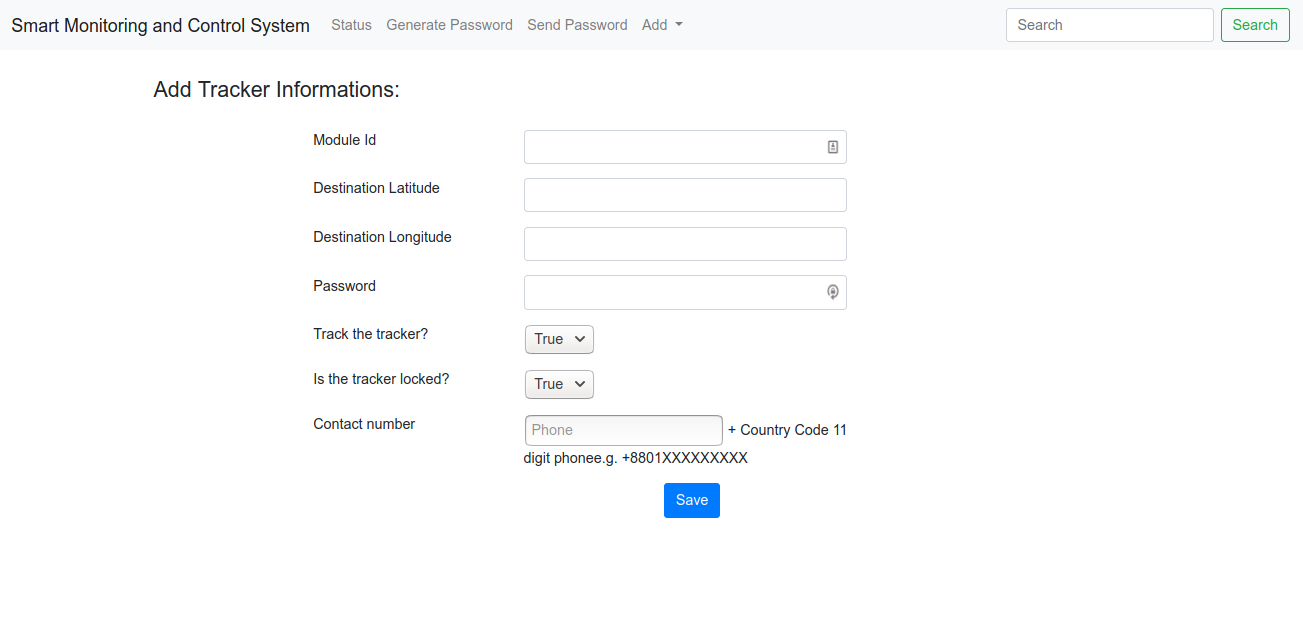 Smart Monitoring and Control System Status Generate Password Send Password Add Search Search
Add Tracker Informations:
Module Id
Destination Latitude
Destination Longitude
Password
Track the tracker? True
Is the tracker locked? True
Contact number Phone + Country Code 11
digit phonee.g. +8801XXXXXXXXX
Save